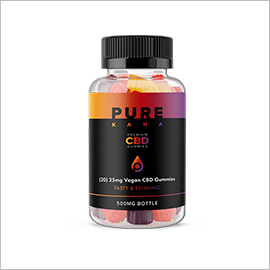 PURE
KANA
PREMIUM
CBD
GUMMIES
(20) 25mg Vegan CBD Gummies
TASTY & RELAXING
500MG BOTTLE